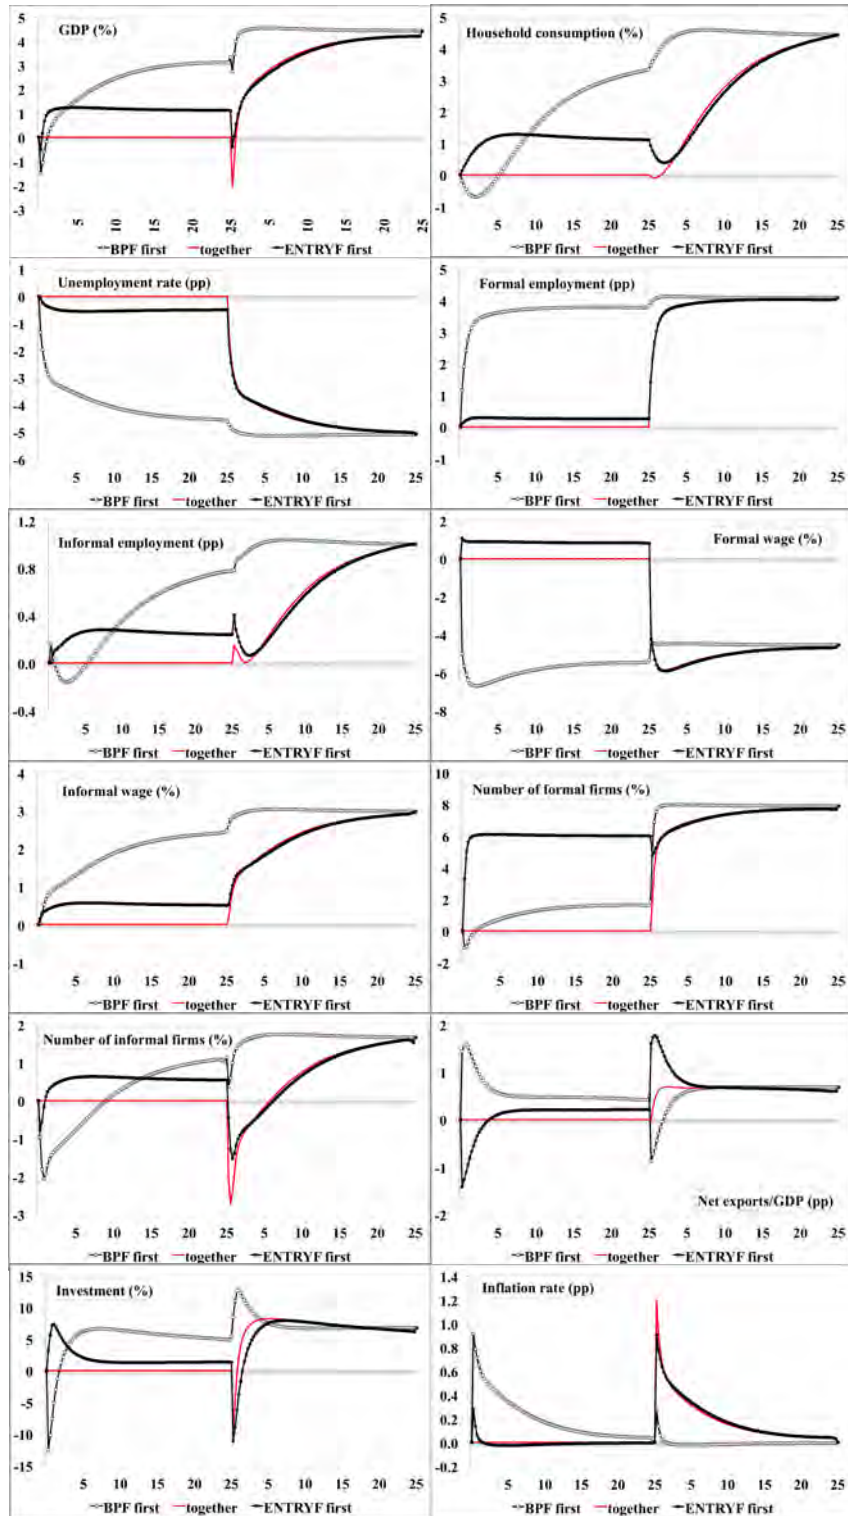 GDP (%)
5
4
3
2
1
0
-1
-2
3
5 10 15 20 25 5 10 15 20 25
BPF first together ENTRYF first
Household consumption (%)
5
4
3
2
1
0
-1
5 10 15 20 25 5 10 15 20 25
BPF first together ENTRYF first
Unemployment rate (pp)
1
0
-1
-2
-3
-4
-5
-6
5 10 15 20 25 5 10 15 20 25
BPF first together ENTRYF first
Formal employment (pp)
5
4
3
2
1
0
-1
5 10 15 20 25 5 10 15 20 25
BPF first together ENTRYF first
Informal employment (pp)
1.2
0.8
0.4
0.0
-0.4
5 10 15 20 25 5 10 15 20 25
BPF first together ENTRYF first
Formal wage (%)
2
0
-2
-4
-6
-8
5 10 15 20 25 5 10 15 20 25
BPF first together ENTRYF first
Informal wage (%)
4
3
2
1
0
-1
5 10 15 20 25 5 10 15 20 25
BPF first together ENTRYF first
Number of formal firms (%)
10
8
6
4
2
0
-2
5 10 15 20 25 5 10 15 20 25
BPF first together ENTRYF first
Number of informal firms (%)
2
1
0
-1
-2
-3
5 10 15 20 25 5 10 15 20 25
BPF first together ENTRYF first
2
1
0
-1
-2
Net exports/GDP (pp)
5 10 15 20 25 5 10 15 20 25
BPF first together ENTRYF first
Investment (%)
15
10
5
0
-5
-10
-15
5 10 15 20 25 5 10 15 20 25
BPF first together ENTRYF first
Inflation rate (pp)
1.4
1.2
1.0
0.8
0.6
0.4
0.2
0.0
-0.2
5 10 15 20 25 5 10 15 20 25
BPF first together ENTRYF first